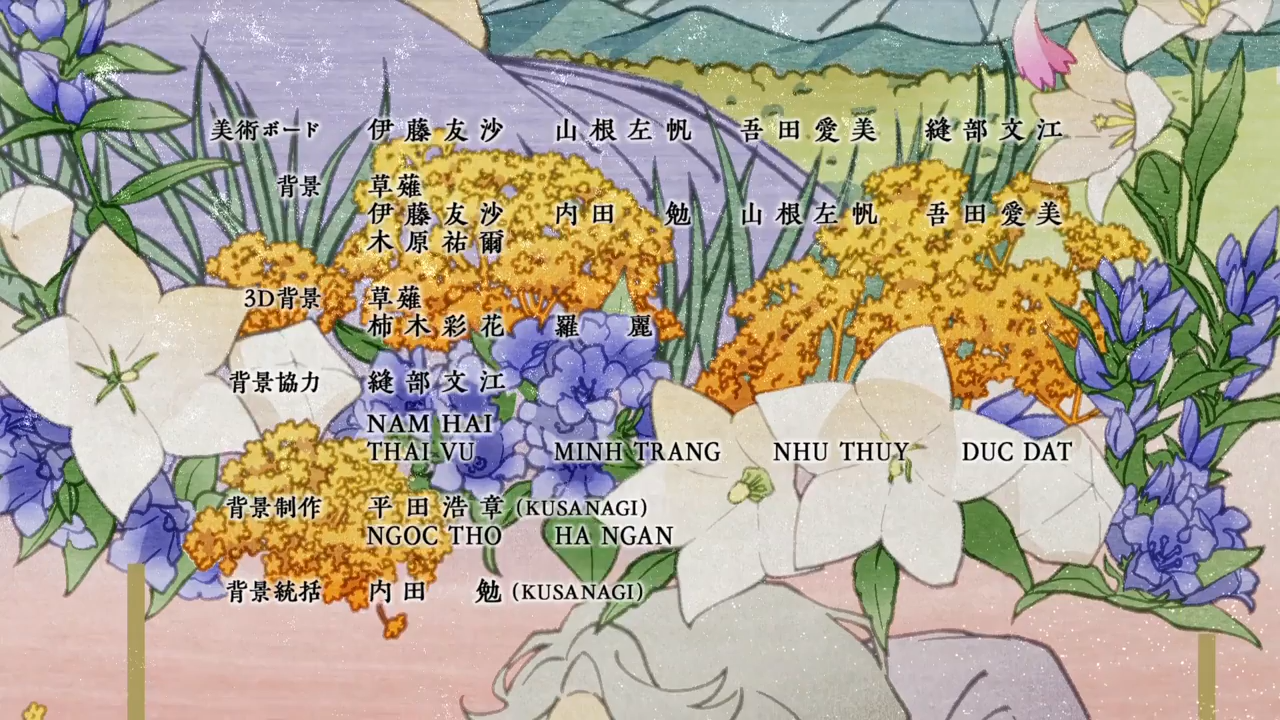 美術ボード 伊藤友沙 山根左帆 吾田愛美 縫部文江
背景 草薙
伊藤友沙 内田 勉 山根左帆 吾田愛美
木原祐爾
3D背景 草薙
柿木彩花 羅 麗
背景協力 縫部文江
NAM HAI
THAI VU MINH TRANG NHU THUY DUC DAT
背景制作 平田浩章(KUSANAGI)
NGOC THO HA NGAN
背景統括 内田 勉(KUSANAGI)